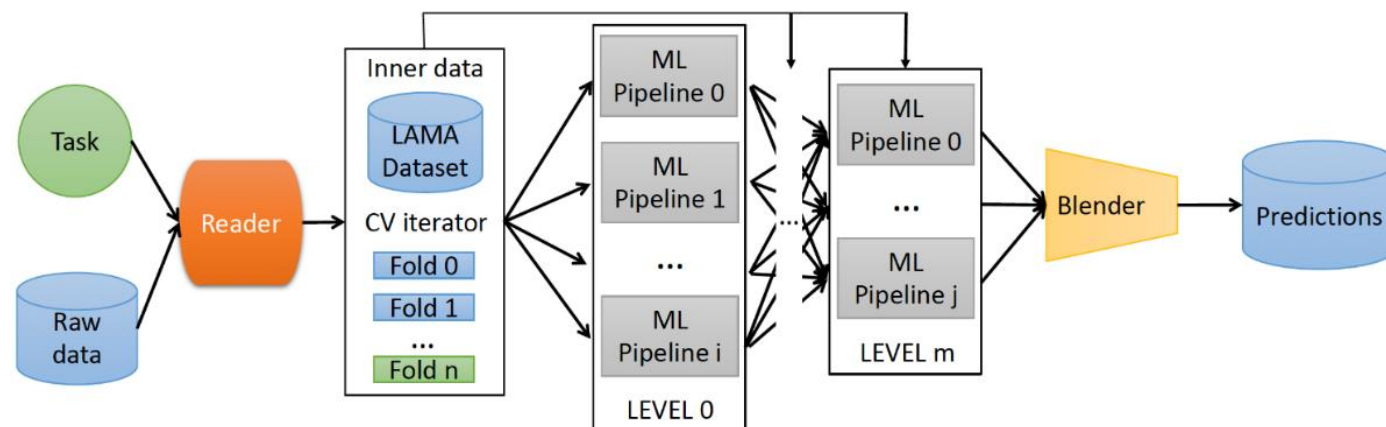 Task
Raw
data
Reader
Inner data
LAMA
Dataset
CV iterator
Fold 0
Fold 1
...
Fold n
ML
Pipeline 0
ML
Pipeline 1
...
ML
Pipeline i
LEVEL 0
...
ML
Pipeline 0
...
ML
Pipeline j
LEVEL m
Blender
Predictions